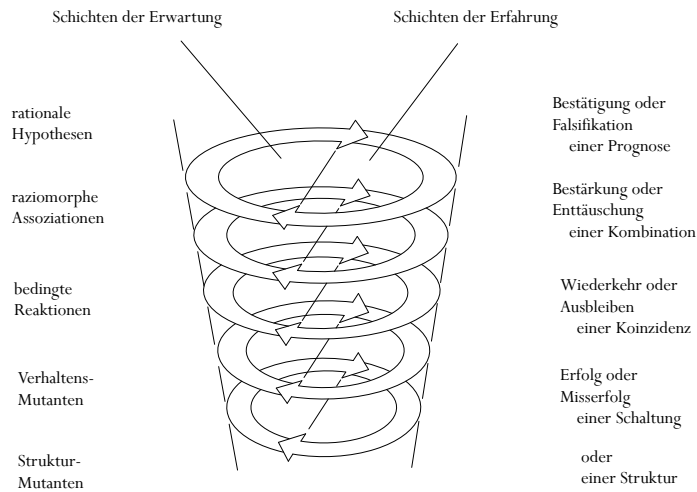 Schichten der Erwartung
Schichten der Erfahrung
rationale
Hypothesen
Bestätigung oder
Falsifikation
einer Prognose
raziomorphe
Assoziationen
Bestärkung oder
Enttäuschung
einer Kombination
bedingte
Reaktionen
Wiederkehr oder
Ausbleiben
einer Koinzidenz
Verhaltens-
Mutanten
Erfolg oder
Misserfolg
einer Schaltung
Struktur-
Mutanten
oder
einer Struktur